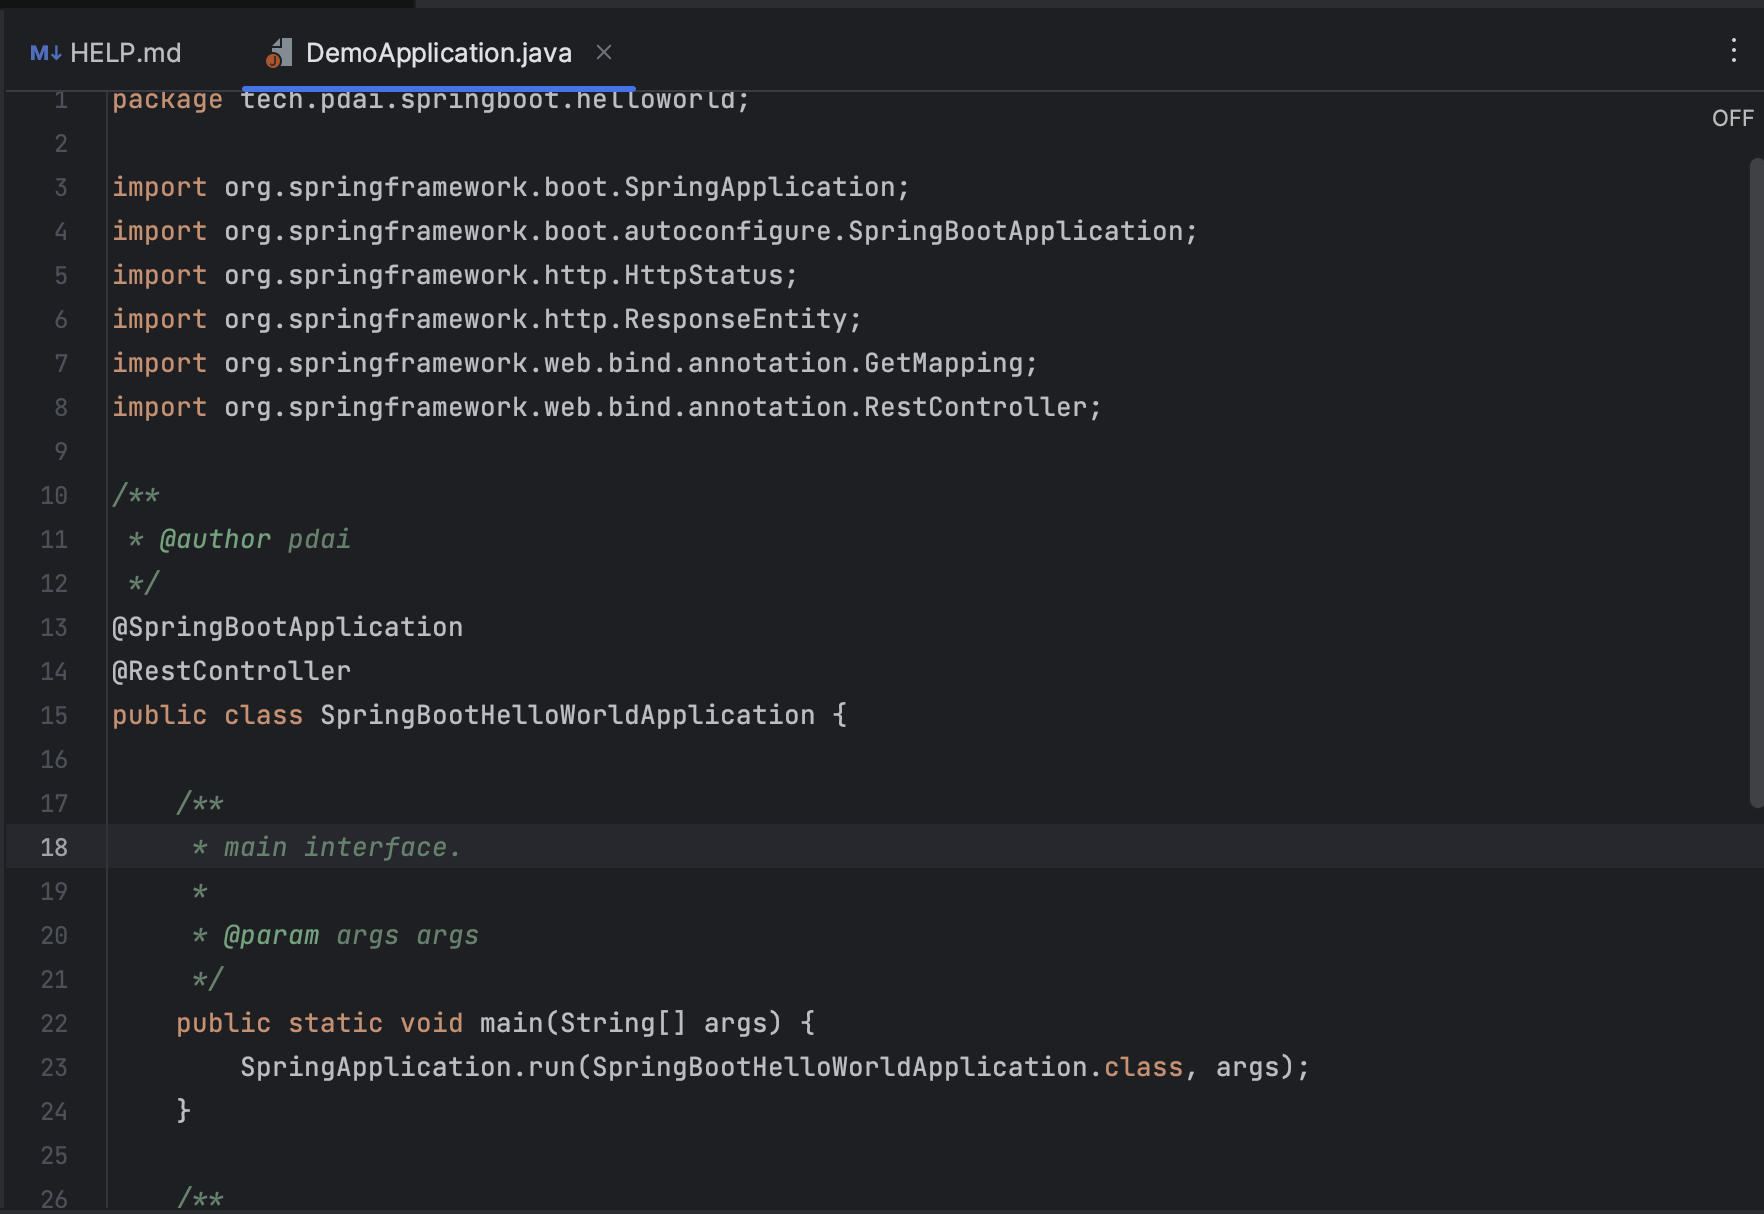 M↓ HELP.md
DemoApplication.java ×
OFF
1 package tech.pdai.springboot.helloworld;
2
3 import org.springframework.boot.SpringApplication;
4 import org.springframework.boot.autoconfigure.SpringBootApplication;
5 import org.springframework.http.HttpStatus;
6 import org.springframework.http.ResponseEntity;
7 import org.springframework.web.bind.annotation.GetMapping;
8 import org.springframework.web.bind.annotation.RestController;
9
10 /**
11  * @author pdai
12  */
13 @SpringBootApplication
14 @RestController
15 public class SpringBootHelloWorldApplication {
16
17     /**
18      * main interface.
19      *
20      * @param args args
21      */
22     public static void main(String[] args) {
23         SpringApplication.run(SpringBootHelloWorldApplication.class, args);
24     }
25
26     /**